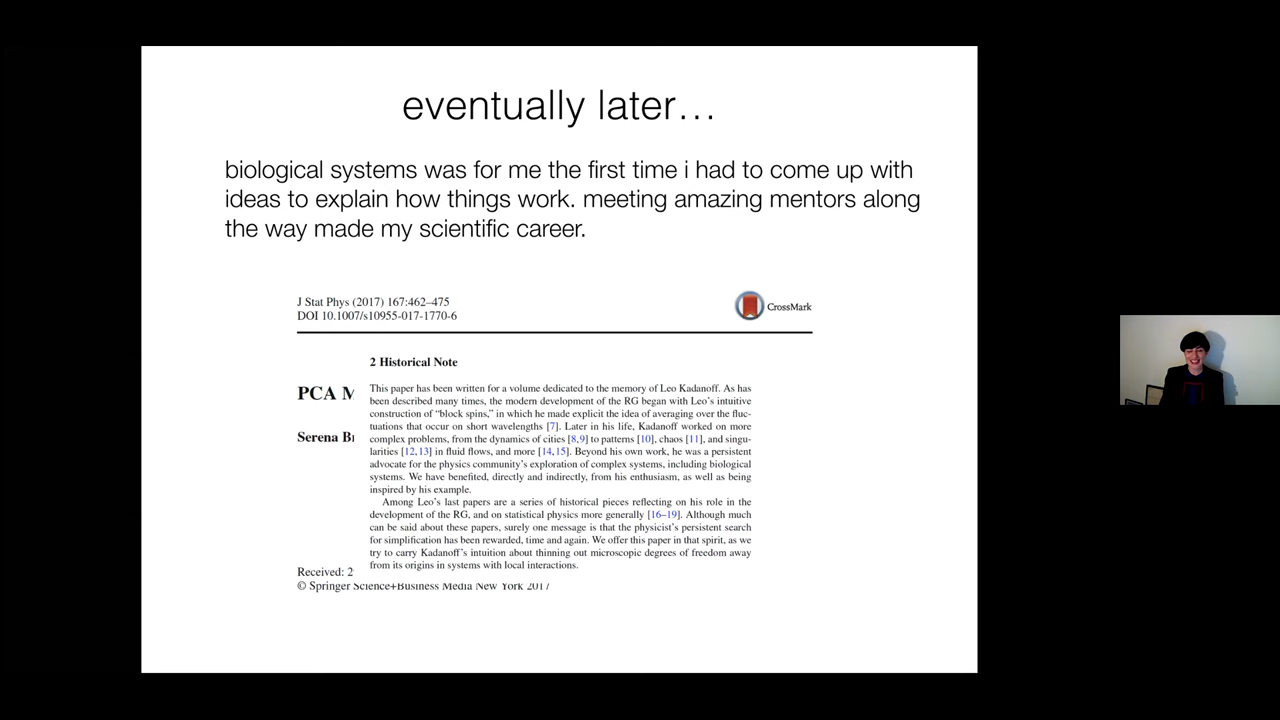 eventually later…
biological systems was for me the first time i had to come up with
ideas to explain how things work. meeting amazing mentors along
the way made my scientific career.
J Stat Phys (2017) 167:462–475
DOI 10.1007/s10955-017-1770-6
CrossMark
2 Historical Note
PCA M
This paper has been written for a volume dedicated to the memory of Leo Kadanoff. As has
been described many times, the modern development of the RG began with Leo's intuitive
construction of "block spins," in which he made explicit the idea of averaging over the fluc-
tuations that occur on short wavelengths [7]. Later in his life, Kadanoff worked on more
Serena Br
complex problems, from the dynamics of cities [8,9] to patterns [10], chaos [11], and singu-
larities [12,13] in fluid flows, and more [14,15]. Beyond his own work, he was a persistent
advocate for the physics community's exploration of complex systems, including biological
systems. We have benefited, directly and indirectly, from his enthusiasm, as well as being
inspired by his example.
Among Leo's last papers are a series of historical pieces reflecting on his role in the
development of the RG, and on statistical physics more generally [16–19]. Although much
can be said about these papers, surely one message is that the physicist's persistent search
for simplification has been rewarded, time and again. We offer this paper in that spirit, as we
try to carry Kadanoff's intuition about thinning out microscopic degrees of freedom away
from its origins in systems with local interactions.
Received: 2
© Springer Science+Business Media New York 2017